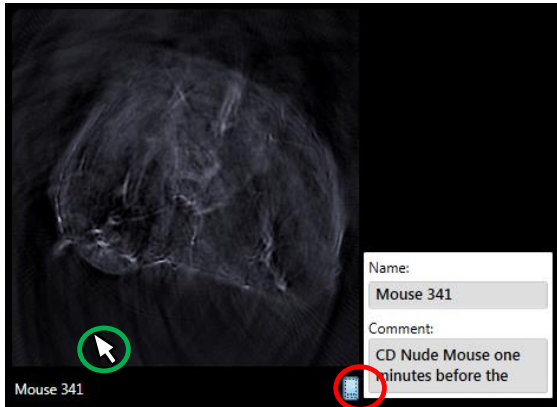 Name:
Mouse 341
Comment:
CD Nude Mouse one
minutes before the
Mouse 341